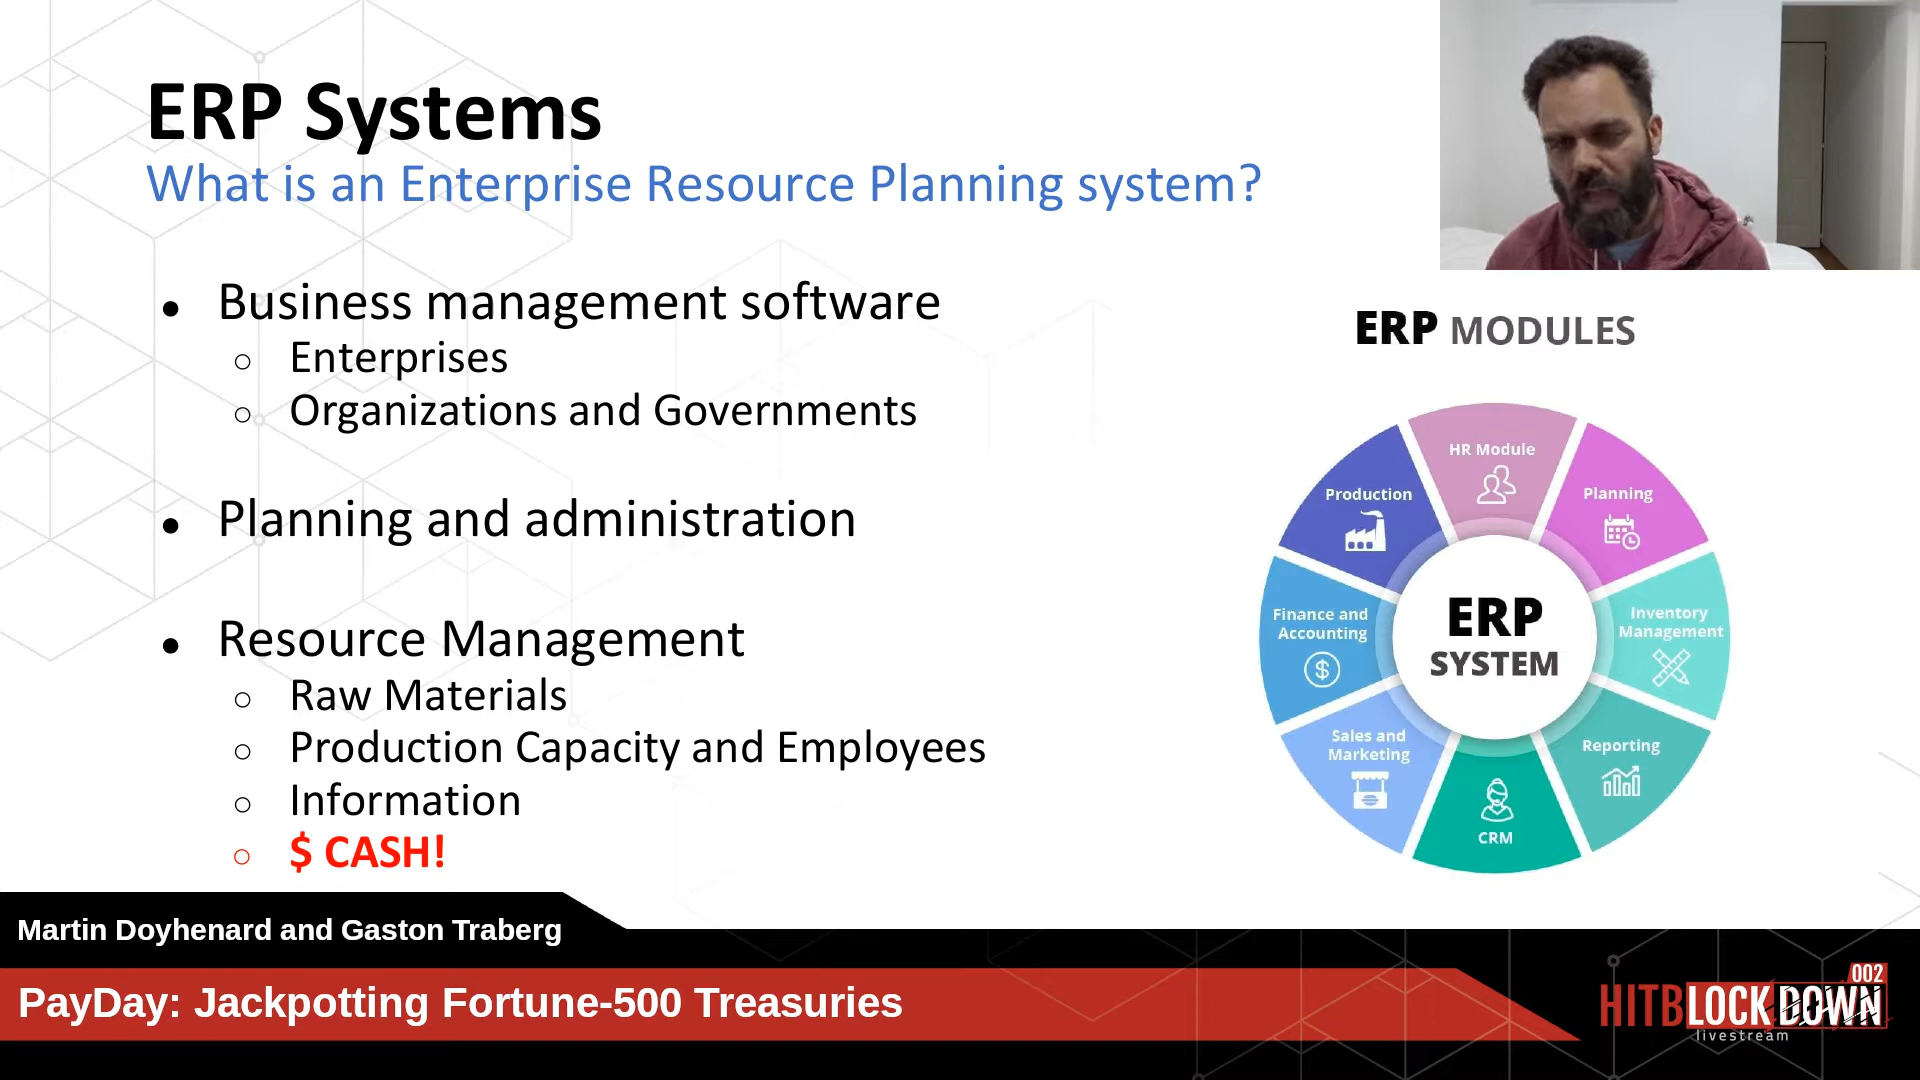 ERP Systems
What is an Enterprise Resource Planning system?
● Business management software
○ Enterprises
○ Organizations and Governments
● Planning and administration
● Resource Management
○ Raw Materials
○ Production Capacity and Employees
○ Information
○ $ CASH!
ERP MODULES
HR Module
Planning
Inventory
Management
Reporting
CRM
Sales and
Marketing
Finance and
Accounting
Production
ERP
SYSTEM
Martin Doyhenard and Gaston Traberg
PayDay: Jackpotting Fortune-500 Treasuries
002
HITBLOCKDOWN
livestream